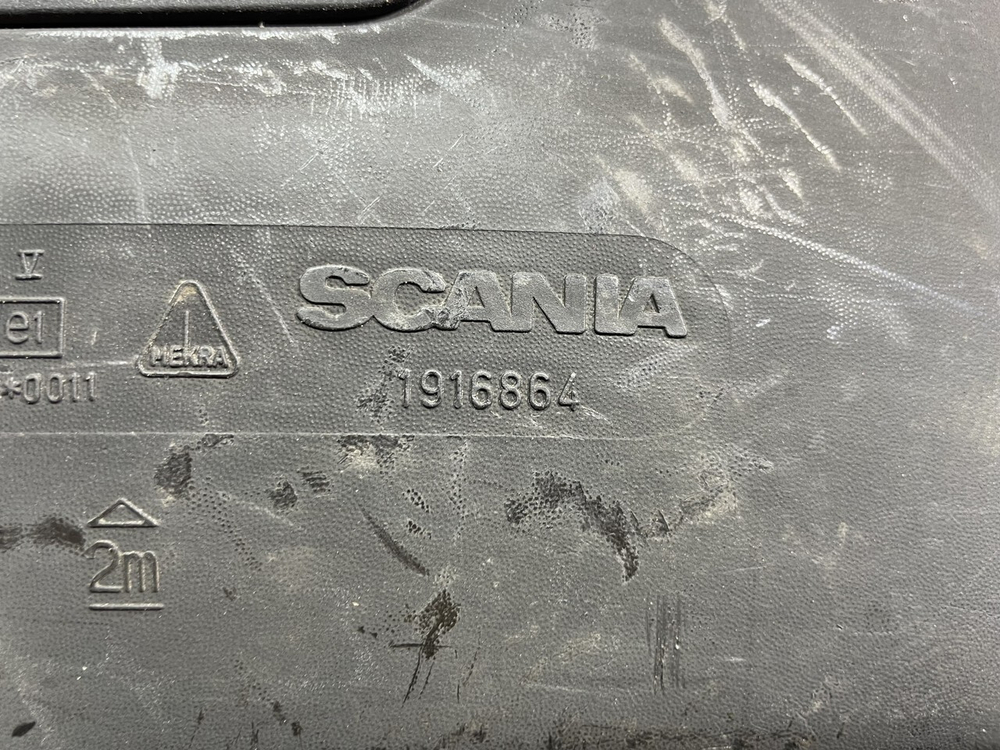 V
e1
*0011
MEKRA
SCANIA
1916864
2m